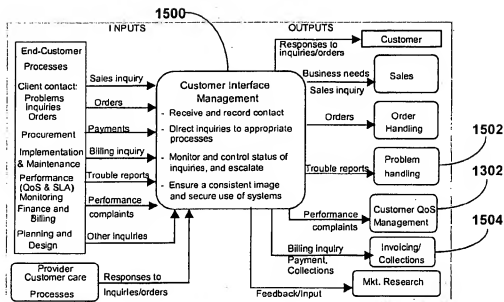 1500
INPUTS
OUTPUTS
End-Customer
Processes
Client contact:
Problems
Inquiries
Orders
Procurement
Implementation
& Maintenance
Performance
(QoS & SLA)
Monitoring
Finance and
Billing
Planning and
Design
Provider
Customer care
Processes
Sales inquiry
Orders
Payments
Billing inquiry
Trouble reports
Performance
complaints
Other Inquiries
Responses to
Inquiries/orders
Customer Interface
Management
- Receive and record contact
- Direct inquiries to appropriate
processes
- Monitor and control status of
inquiries, and escalate
- Ensure a consistent image
and secure use of systems
Responses to
inquiries/orders
Business needs
Sales inquiry
Orders
Trouble reports
Performance
complaints
Billing Inquiry
Payment,
Collections
Feedback/Input
Customer
Sales
Order
Handling
Problem
handling
Customer QoS
Management
Invoicing/
Collections
Mkt. Research
1502
1302
1504